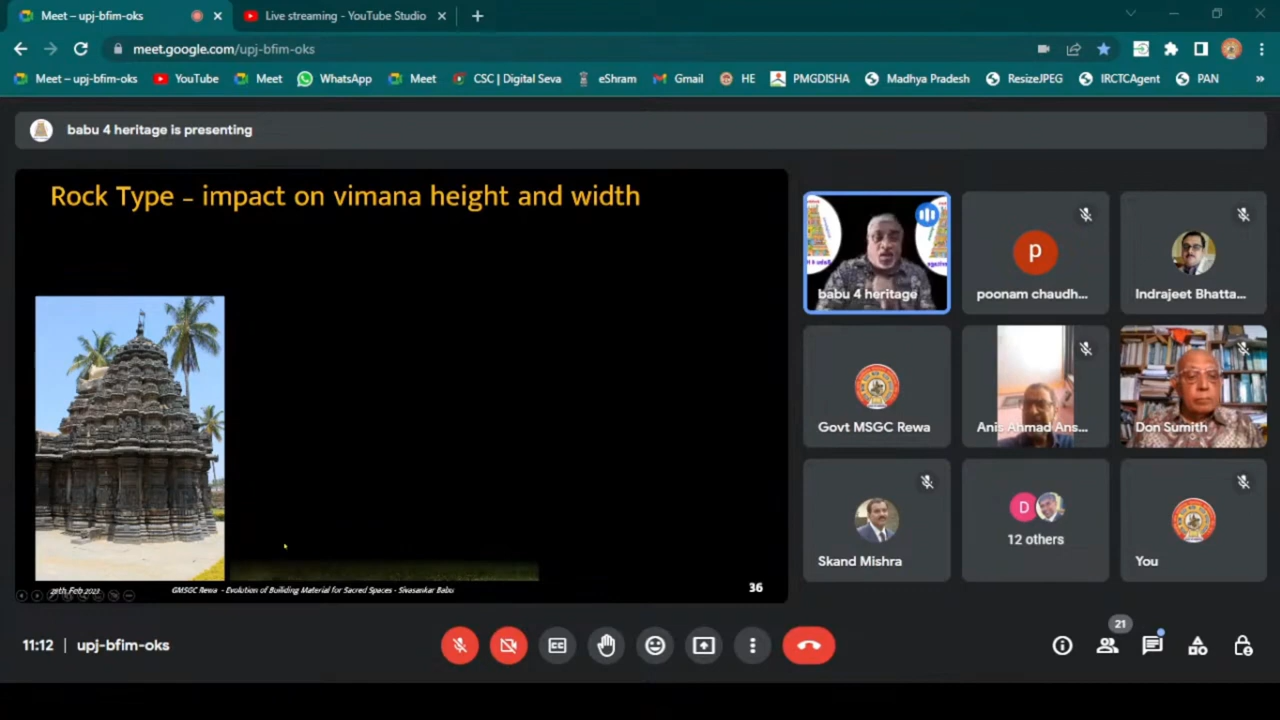 Meet – upj-bfim-oks
Live streaming - YouTube Studio
meet.google.com/upj-bfim-oks
Meet – upj-bfim-oks YouTube Meet WhatsApp Meet CSC | Digital Seva eShram Gmail HE PMGDISHA Madhya Pradesh ResizeJPEG IRCTCAgent PAN »
babu 4 heritage is presenting
Rock Type – impact on vimana height and width
Feb
GMSGC Rewa - Evolution of Building Material for Sacred Spaces - Sivasankar Babu
36
babu 4 heritage
p
poonam chaudh...
Indrajeet Bhatta...
Govt MSGC Rewa
Anis Ahmad Ans...
Don Sumith
Skand Mishra
D
12 others
You
11:12 | upj-bfim-oks
21